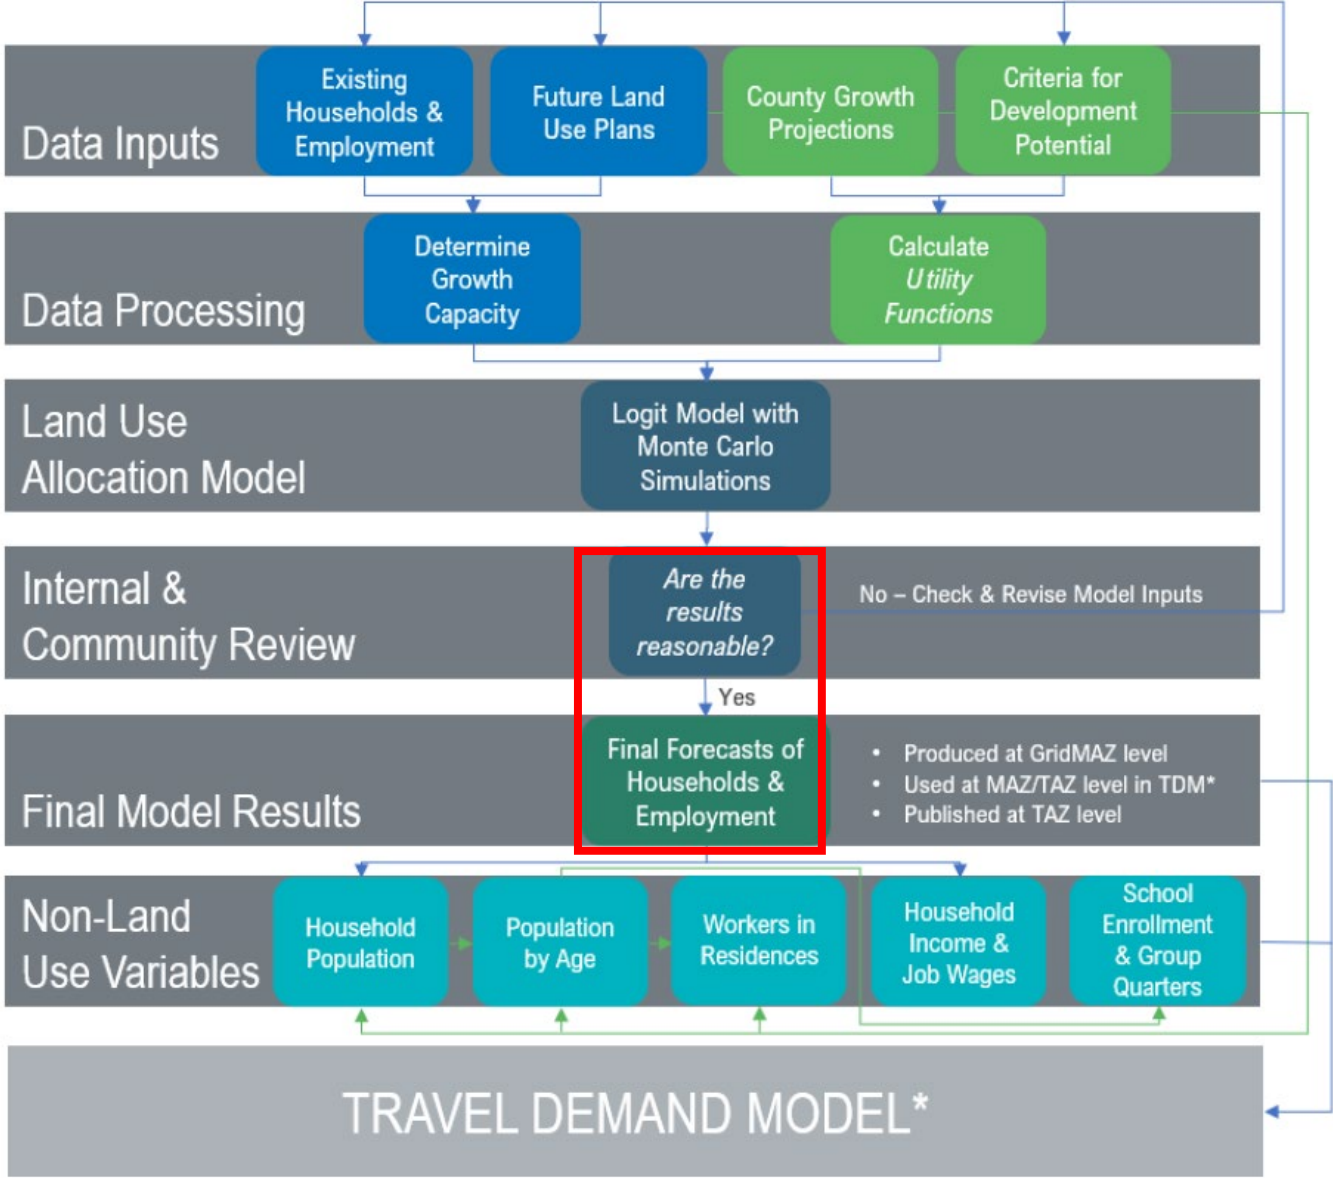 Data Inputs
Existing
Households &
Employment
Future Land
Use Plans
County Growth
Projections
Criteria for
Development
Potential
Data Processing
Determine
Growth
Capacity
Calculate
Utility
Functions
Land Use
Allocation Model
Logit Model with
Monte Carlo
Simulations
Internal &
Community Review
Are the
results
reasonable?
No – Check & Revise Model Inputs
Yes
Final Model Results
Final Forecasts of
Households &
Employment
• Produced at GridMAZ level
• Used at MAZ/TAZ level in TDM*
• Published at TAZ level
Non-Land
Use Variables
Household
Population
Population
by Age
Workers in
Residences
Household
Income &
Job Wages
School
Enrollment
& Group
Quarters
TRAVEL DEMAND MODEL*